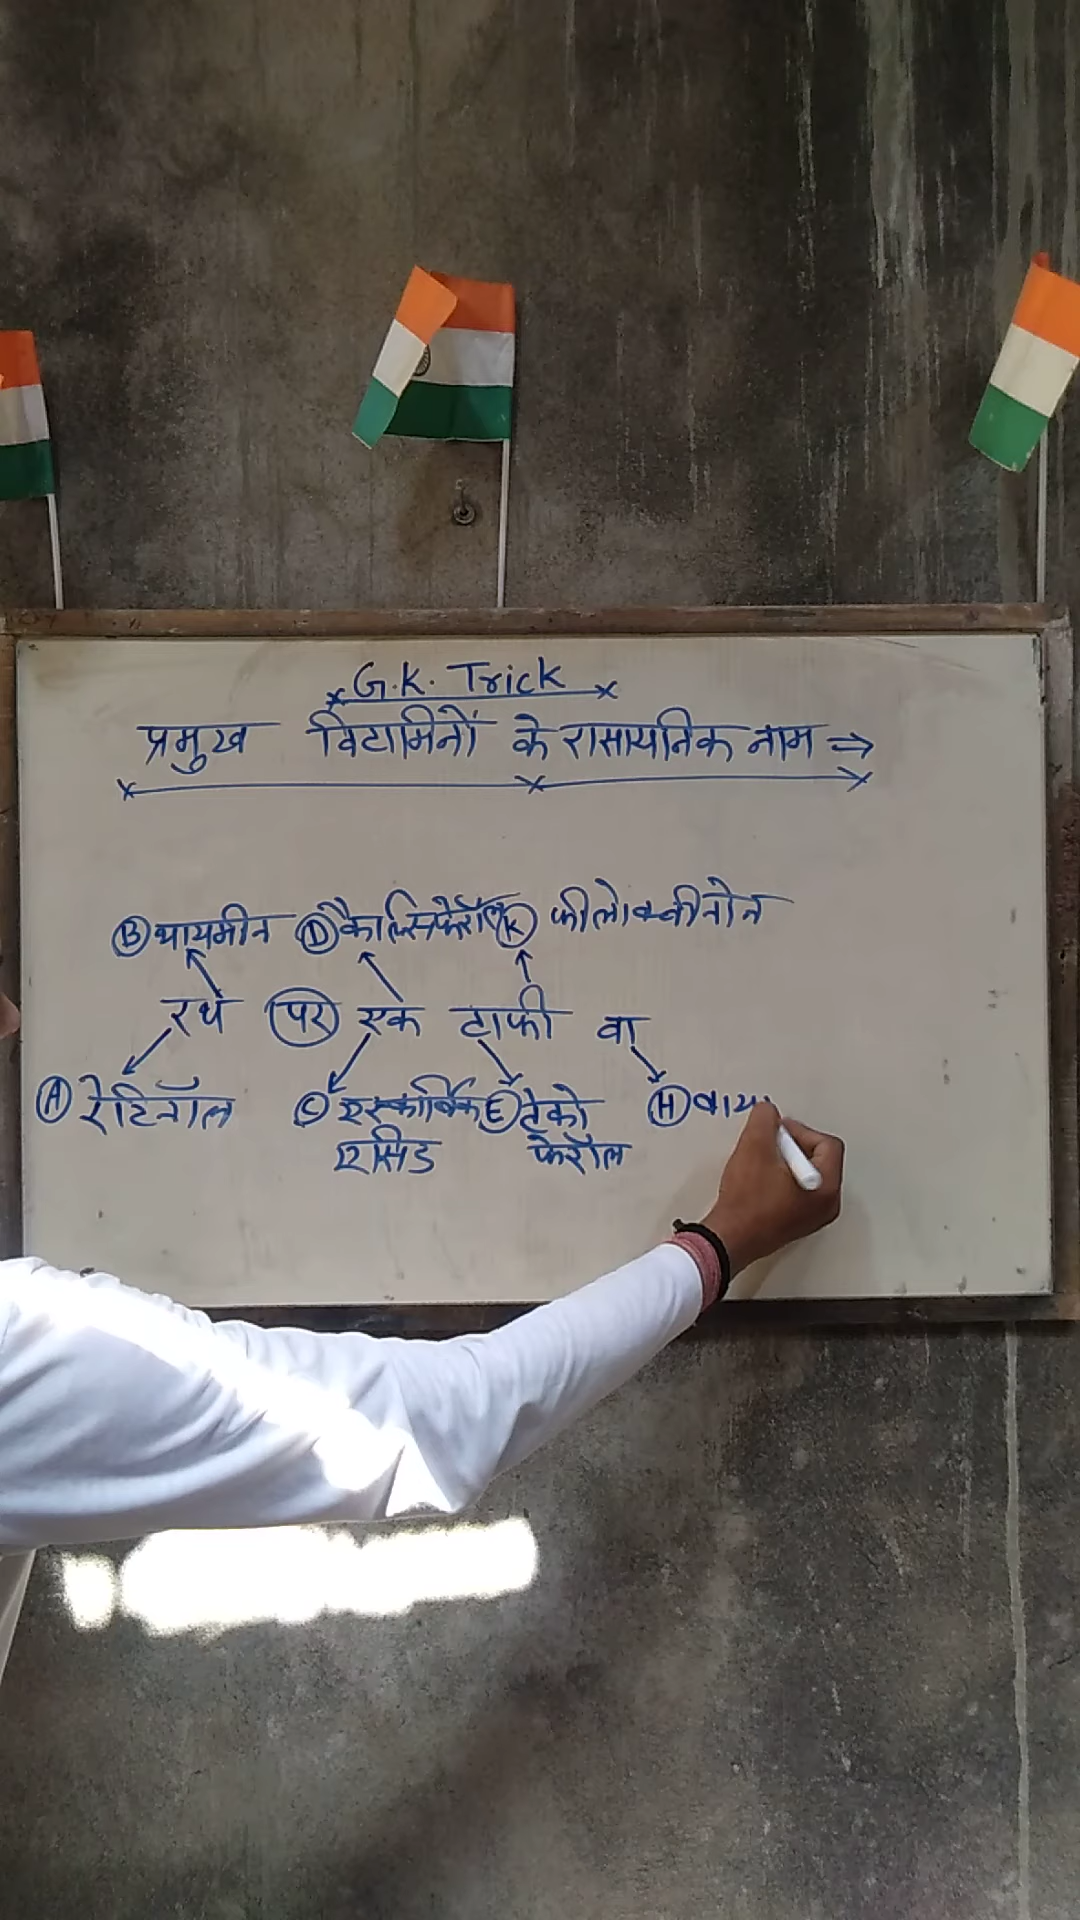 G.K. Trick
प्रमुख विटामिनों के रासायनिक नाम ⇒
(B) थायमीन (D) कैल्सिफेरॉल (K) फीलोक्वीनोन
रथ (पर) एक टाफी वा
(A) रेटिनॉल (C) एस्कार्बिक (E) टेको (H) बाय
एसिड फेरॉल